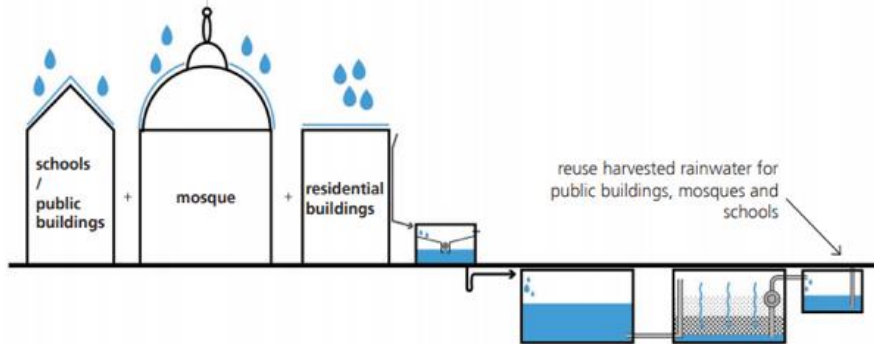 schools
/
public
buildings
+
mosque
+
residential
buildings
reuse harvested rainwater for
public buildings, mosques and
schools